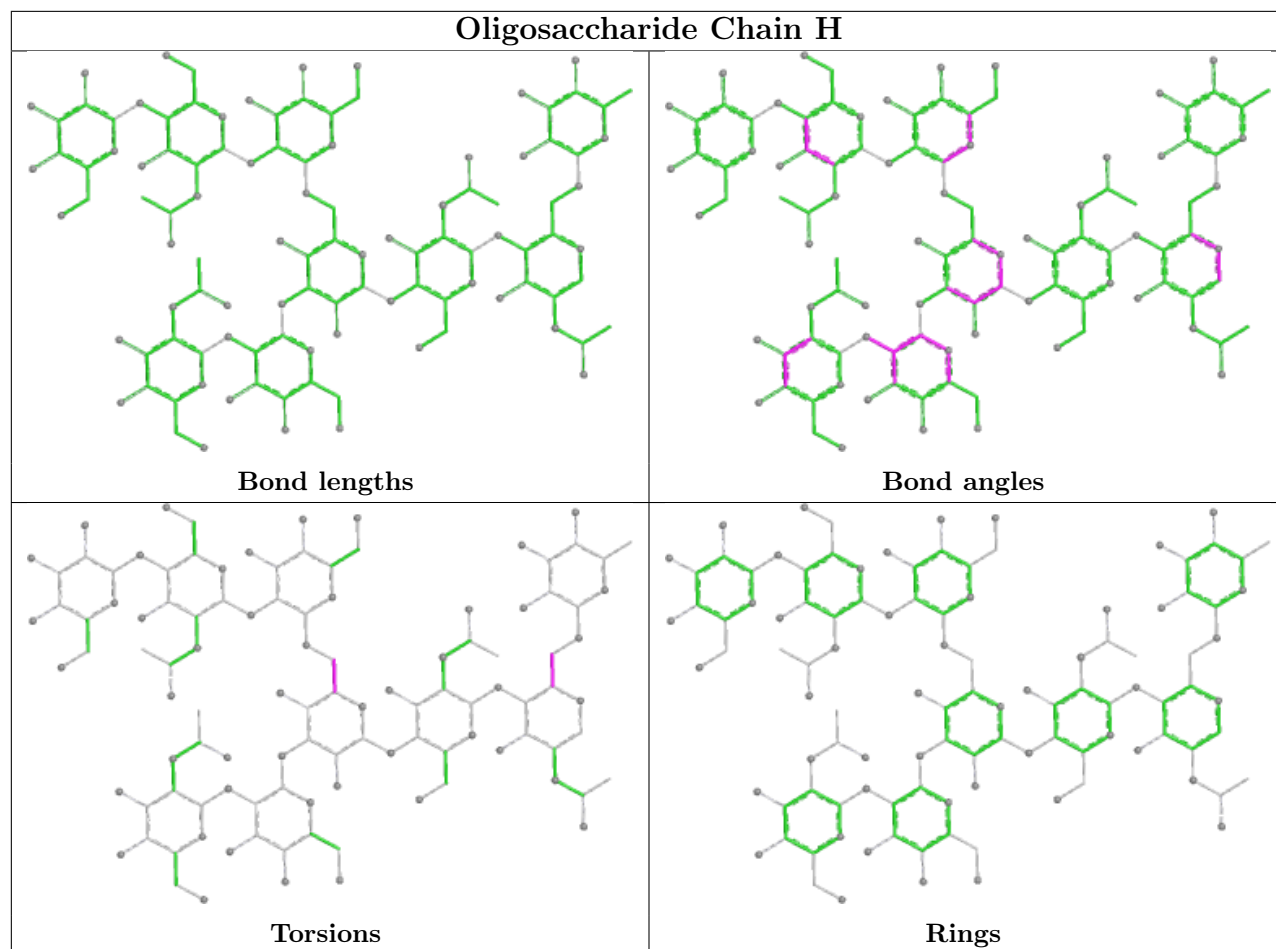 Oligosaccharide Chain H
Bond lengths
Bond angles
Torsions
Rings